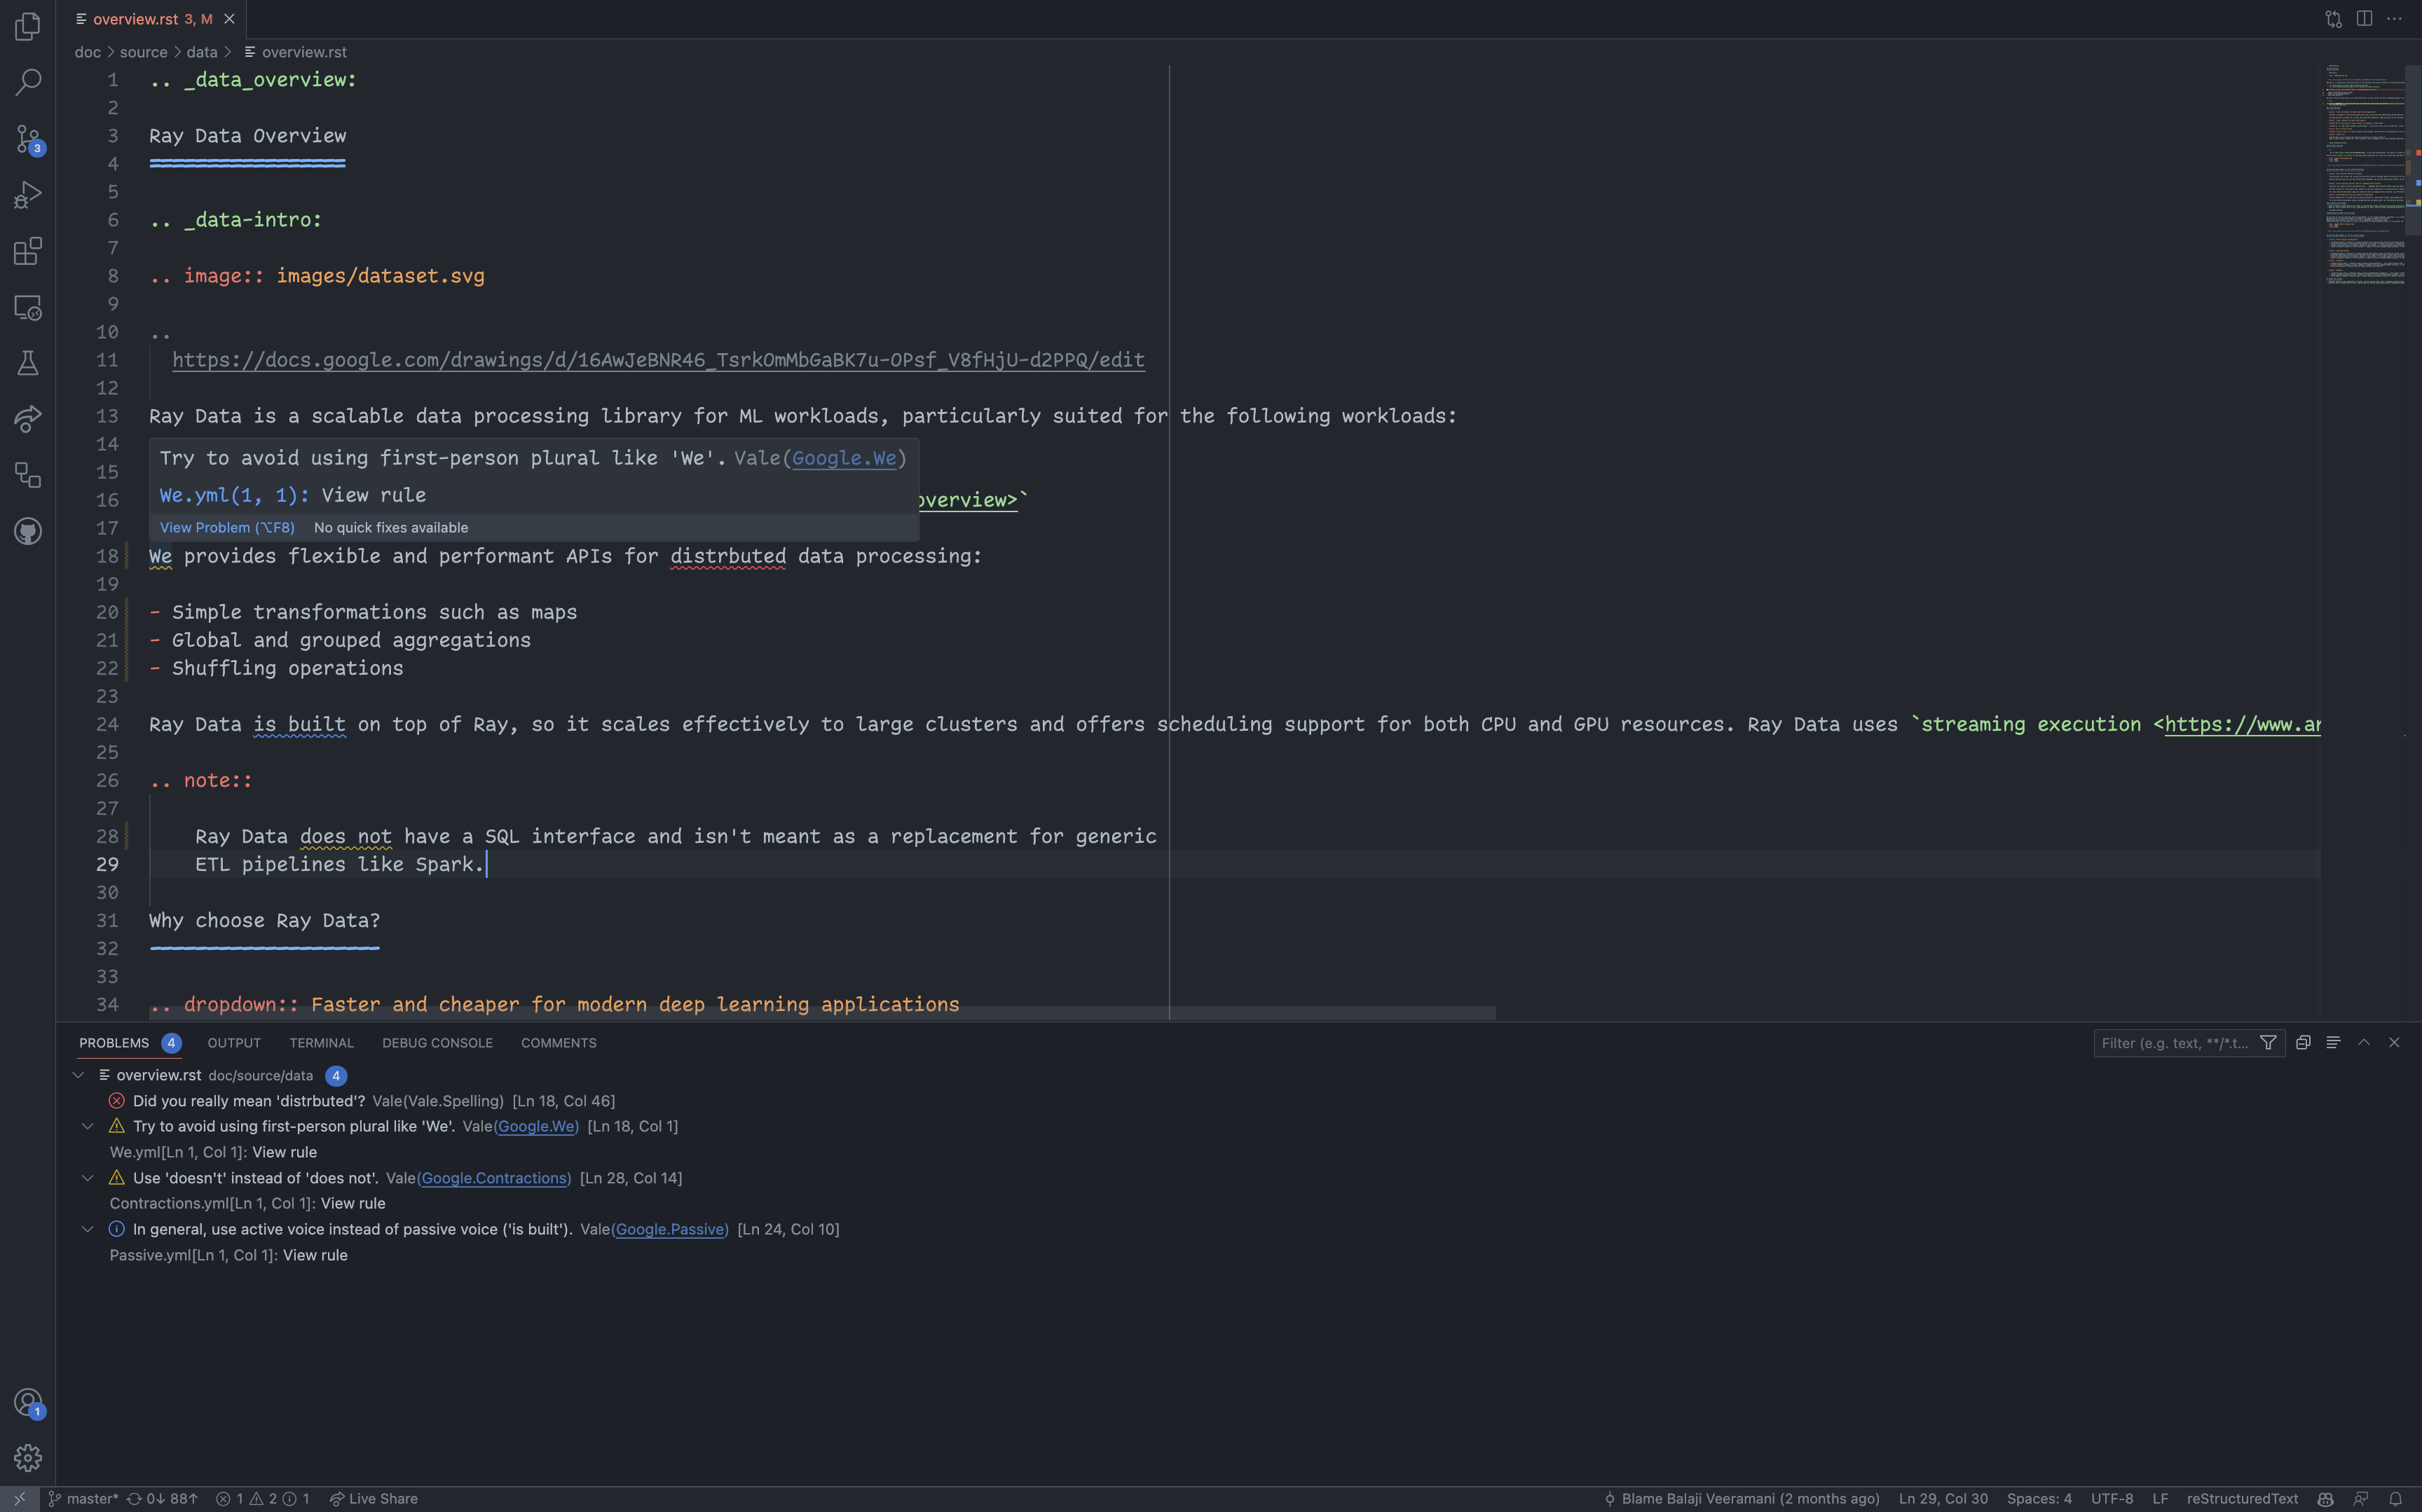 overview.rst 3, M
doc > source > data > overview.rst
1 .. _data_overview:
2
3 Ray Data Overview
4 =================
5
6 .. _data-intro:
7
8 .. image:: images/dataset.svg
9
10 ..
11 https://docs.google.com/drawings/d/16AwJeBNR46_TsrkOmMbGaBK7u-OPsf_V8fHjU-d2PPQ/edit
12
13 Ray Data is a scalable data processing library for ML workloads, particularly suited for the following workloads:
14
Try to avoid using first-person plural like 'We'. Vale(Google.We)
15
We.yml(1, 1): View rule
16 overview>`
View Problem (⌥F8) No quick fixes available
17
18 We provides flexible and performant APIs for distrbuted data processing:
19
20 - Simple transformations such as maps
21 - Global and grouped aggregations
22 - Shuffling operations
23
24 Ray Data is built on top of Ray, so it scales effectively to large clusters and offers scheduling support for both CPU and GPU resources. Ray Data uses `streaming execution <https://www.an
25
26 .. note::
27
28 Ray Data does not have a SQL interface and isn't meant as a replacement for generic
29 ETL pipelines like Spark.
30
31 Why choose Ray Data?
32 --------------------
33
34 .. dropdown:: Faster and cheaper for modern deep learning applications
PROBLEMS 4 OUTPUT TERMINAL DEBUG CONSOLE COMMENTS Filter (e.g. text, **/*.t...
overview.rst doc/source/data 4
Did you really mean 'distrbuted'? Vale(Vale.Spelling) [Ln 18, Col 46]
Try to avoid using first-person plural like 'We'. Vale(Google.We) [Ln 18, Col 1]
We.yml[Ln 1, Col 1]: View rule
Use 'doesn't' instead of 'does not'. Vale(Google.Contractions) [Ln 28, Col 14]
Contractions.yml[Ln 1, Col 1]: View rule
In general, use active voice instead of passive voice ('is built'). Vale(Google.Passive) [Ln 24, Col 10]
Passive.yml[Ln 1, Col 1]: View rule
3
1
master* 0↓ 88↑ 1 2 1 Live Share Blame Balaji Veeramani (2 months ago) Ln 29, Col 30 Spaces: 4 UTF-8 LF reStructuredText